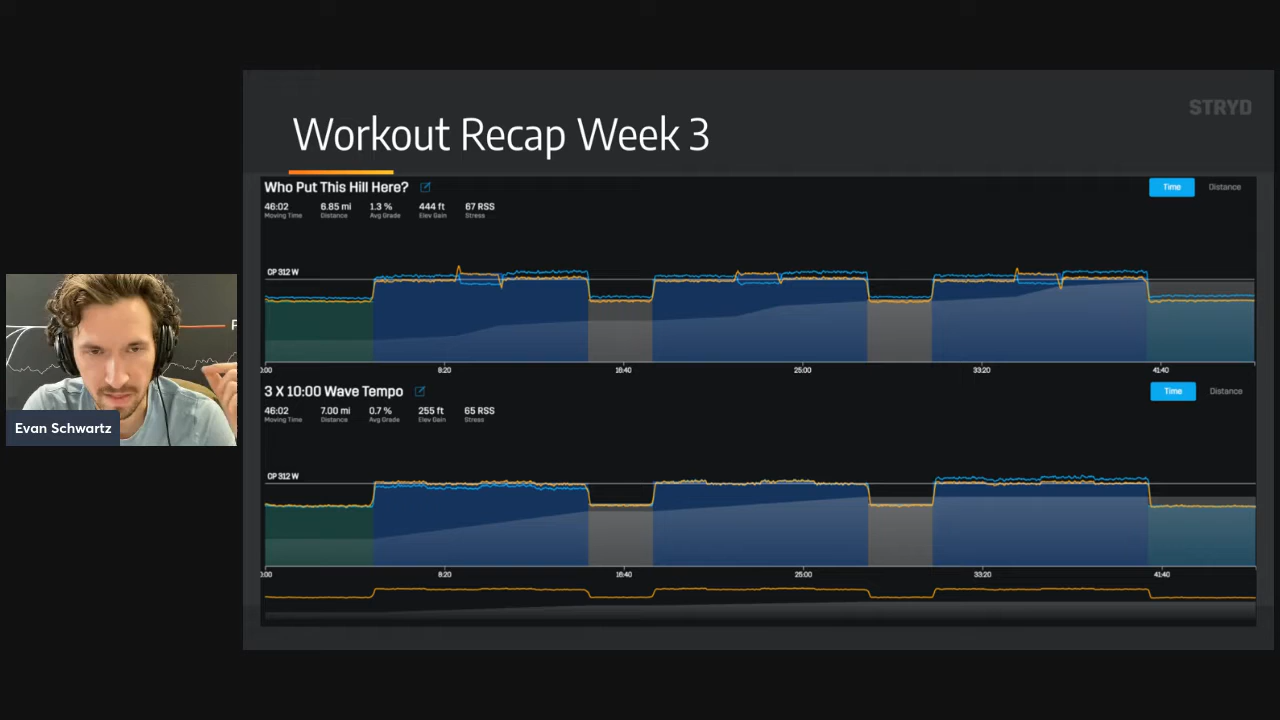 STRYD
Workout Recap Week 3
Who Put This Hill Here?
Time Distance
46:02 6.85 mi 1.3 % 444 ft 67 RSS
Moving Time Distance Avg Grade Elev Gain Stress
CP 312 W
0:00 8:20 16:40 25:00 33:20 41:40
3 X 10:00 Wave Tempo
Time Distance
46:02 7.00 mi 0.7 % 255 ft 65 RSS
Moving Time Distance Avg Grade Elev Gain Stress
CP 312 W
0:00 8:20 16:40 25:00 33:20 41:40
P
Evan Schwartz